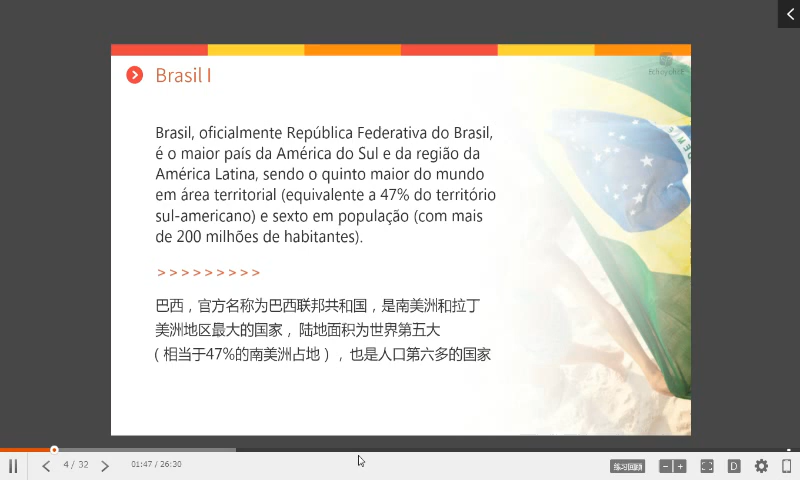 Brasil I
Brasil, oficialmente República Federativa do Brasil,
é o maior país da América do Sul e da região da
América Latina, sendo o quinto maior do mundo
em área territorial (equivalente a 47% do território
sul-americano) e sexto em população (com mais
de 200 milhões de habitantes).
>>>>>>>>>
巴西，官方名称为巴西联邦共和国，是南美洲和拉丁
美洲地区最大的国家，陆地面积为世界第五大
（相当于47%的南美洲占地），也是人口第六多的国家
4 / 32
01:47 / 26:30
练习回顾
D